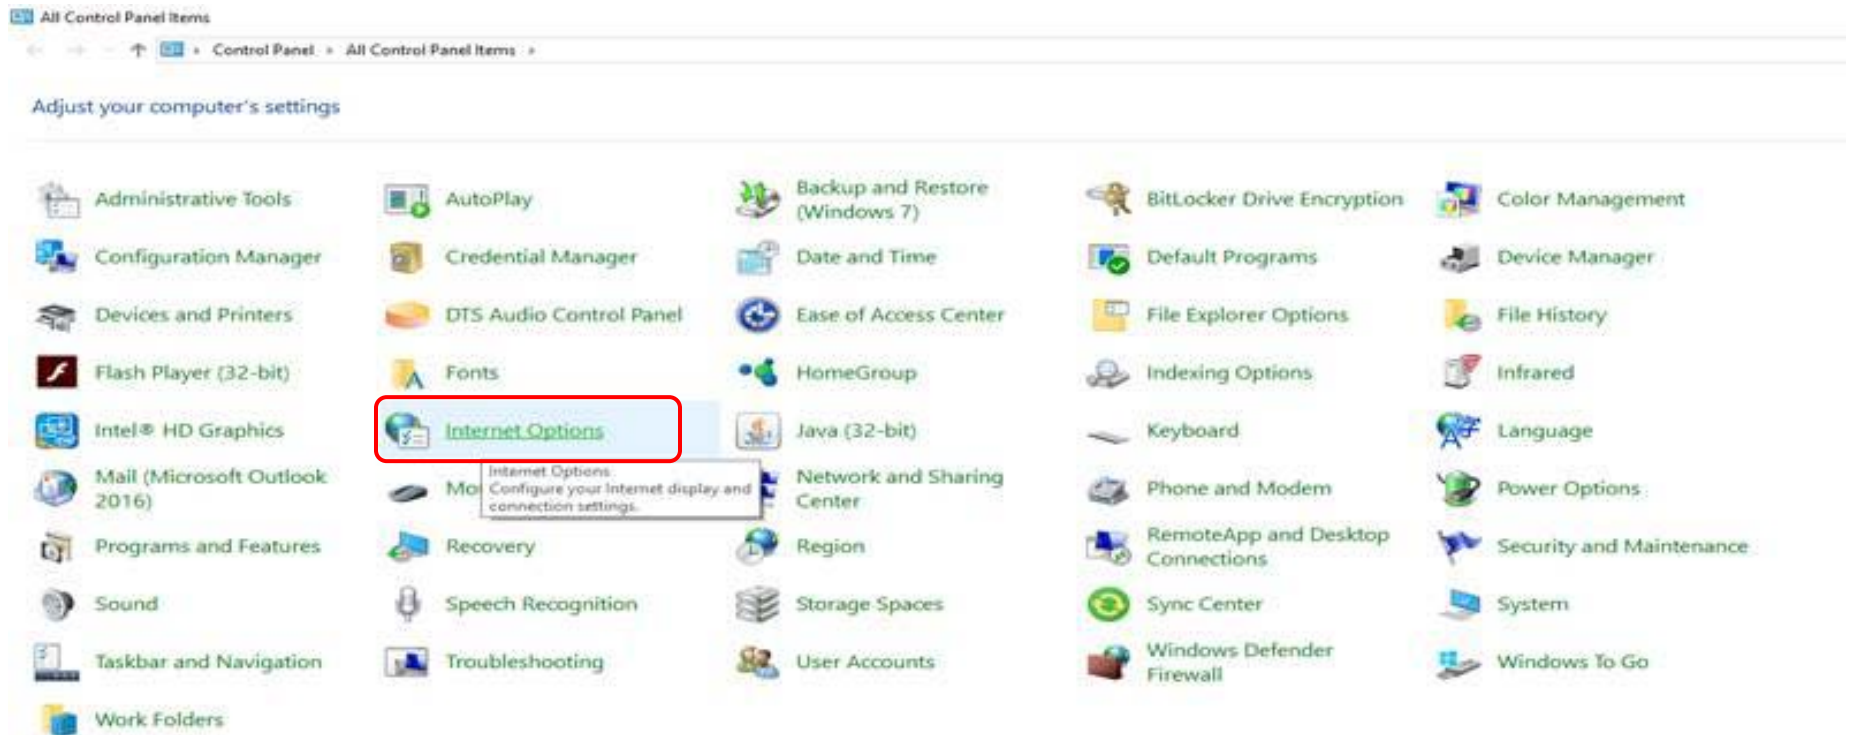 All Control Panel Items
Control Panel All Control Panel Items
Adjust your computer's settings
Administrative Tools
AutoPlay
Backup and Restore
(Windows 7)
BitLocker Drive Encryption
Color Management
Configuration Manager
Credential Manager
Date and Time
Default Programs
Device Manager
Devices and Printers
DTS Audio Control Panel
Ease of Access Center
File Explorer Options
File History
Flash Player (32-bit)
Fonts
HomeGroup
Indexing Options
Infrared
Intel® HD Graphics
Internet Options
Java (32-bit)
Keyboard
Language
Mail (Microsoft Outlook
2016)
Mo
Internet Options
Configure your Internet display and
connection settings.
Network and Sharing
Center
Phone and Modem
Power Options
Programs and Features
Recovery
Region
RemoteApp and Desktop
Connections
Security and Maintenance
Sound
Speech Recognition
Storage Spaces
Sync Center
System
Taskbar and Navigation
Troubleshooting
User Accounts
Windows Defender
Firewall
Windows To Go
Work Folders